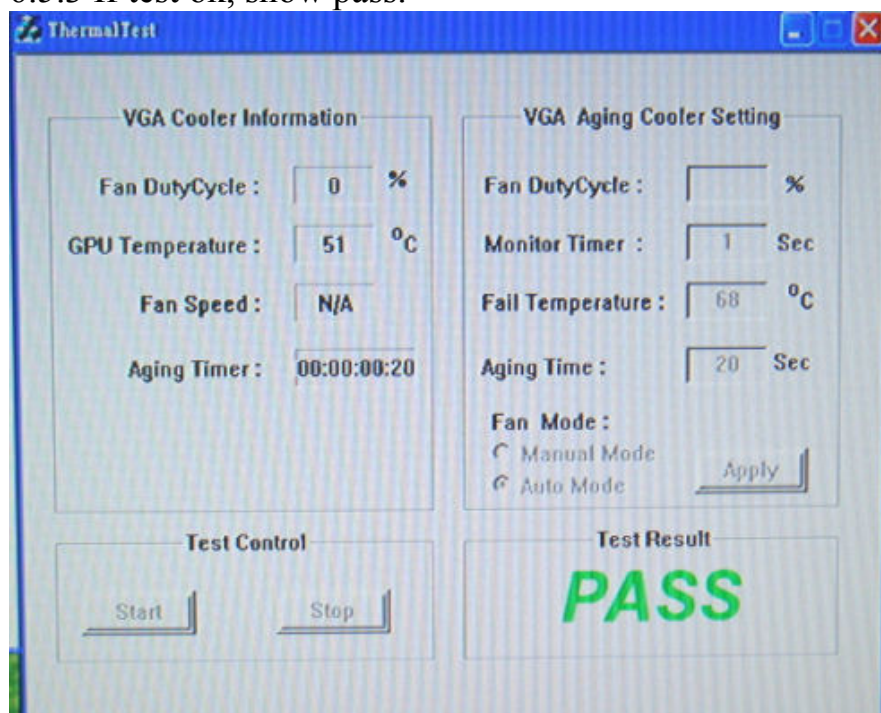 ThermalTest
VGA Cooler Information
Fan DutyCycle : 0 %
GPU Temperature : 51 °C
Fan Speed : N/A
Aging Timer : 00:00:00:20
VGA Aging Cooler Setting
Fan DutyCycle : %
Monitor Timer : 1 Sec
Fail Temperature : 68 °C
Aging Time : 20 Sec
Fan Mode :
Manual Mode
Auto Mode
Apply
Test Control
Start Stop
Test Result
PASS